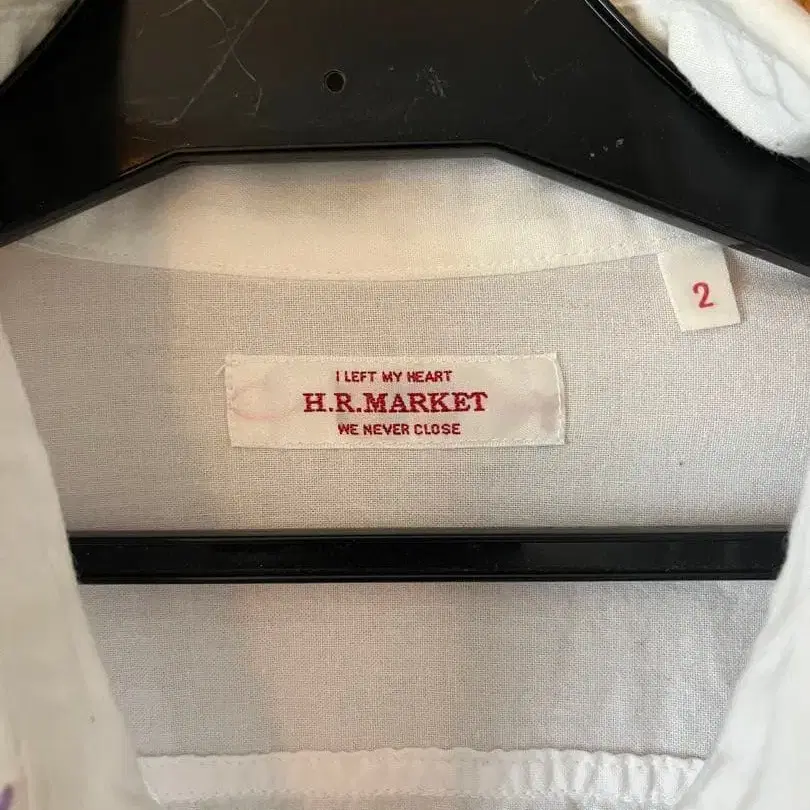 2
I LEFT MY HEART
H.R.MARKET
WE NEVER CLOSE